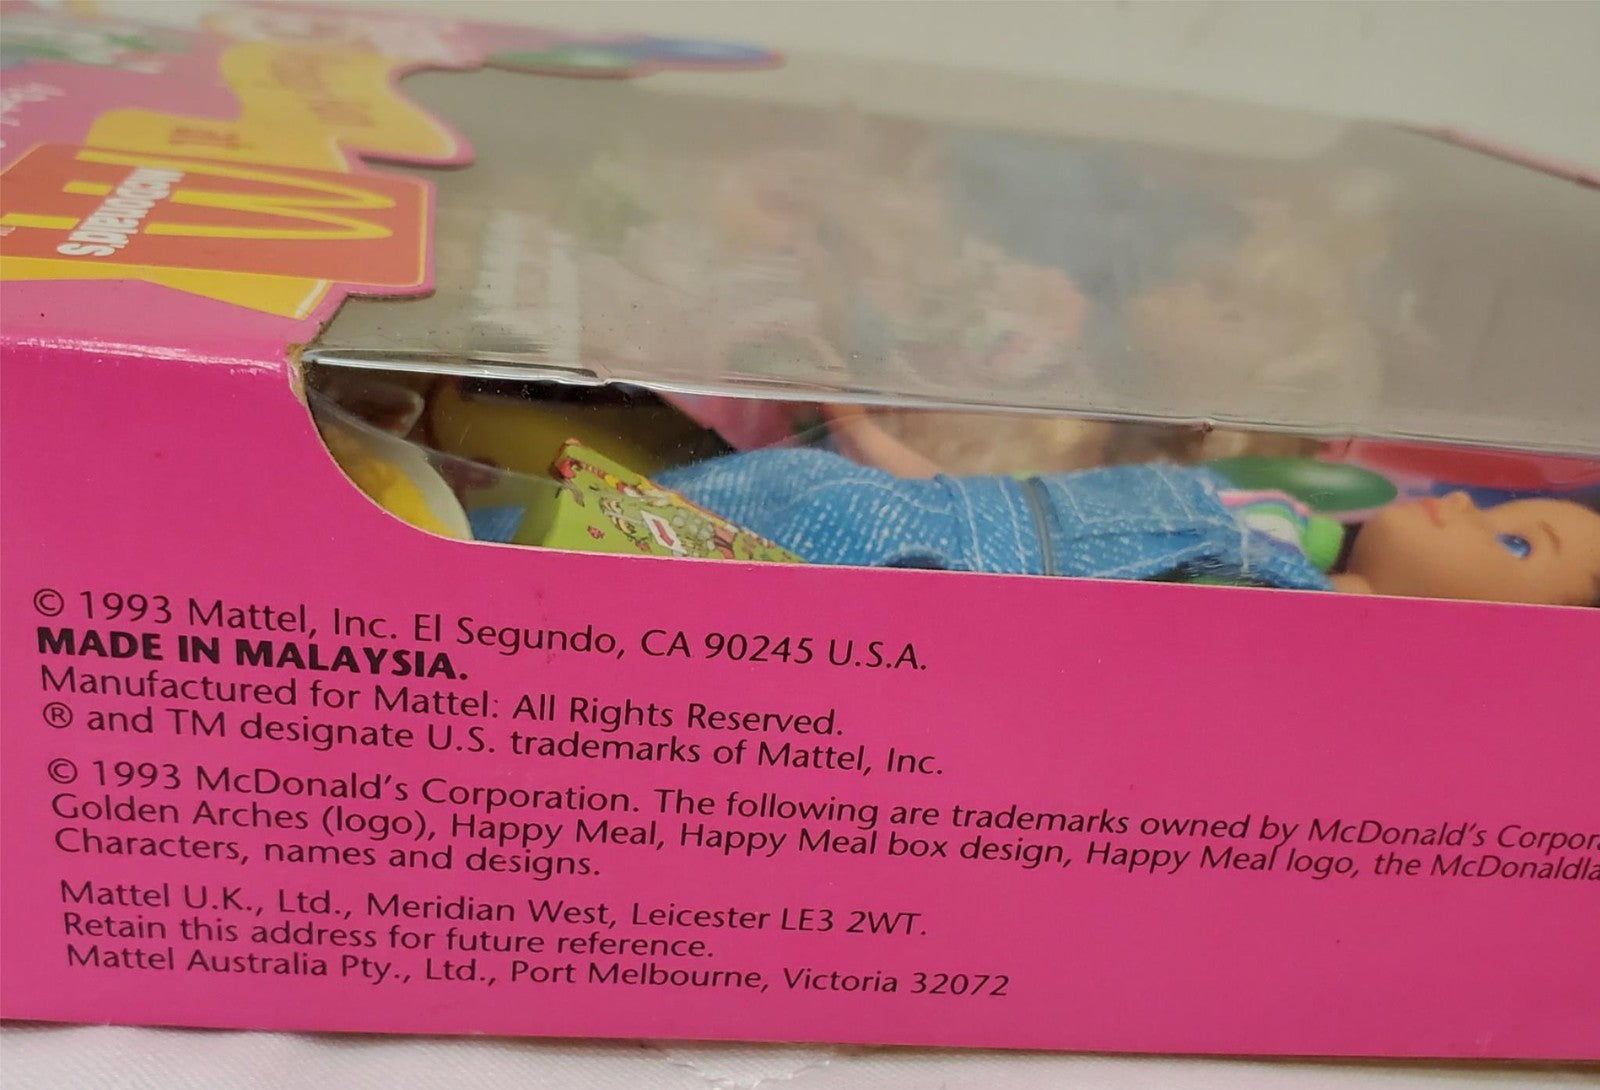 McDonald's
TM
© 1993 Mattel, Inc. El Segundo, CA 90245 U.S.A.
MADE IN MALAYSIA.
Manufactured for Mattel: All Rights Reserved.
® and TM designate U.S. trademarks of Mattel, Inc.
© 1993 McDonald's Corporation. The following are trademarks owned by McDonald's Corpor
Golden Arches (logo), Happy Meal, Happy Meal box design, Happy Meal logo, the McDonaldla
Characters, names and designs.
Mattel U.K., Ltd., Meridian West, Leicester LE3 2WT.
Retain this address for future reference.
Mattel Australia Pty., Ltd., Port Melbourne, Victoria 32072